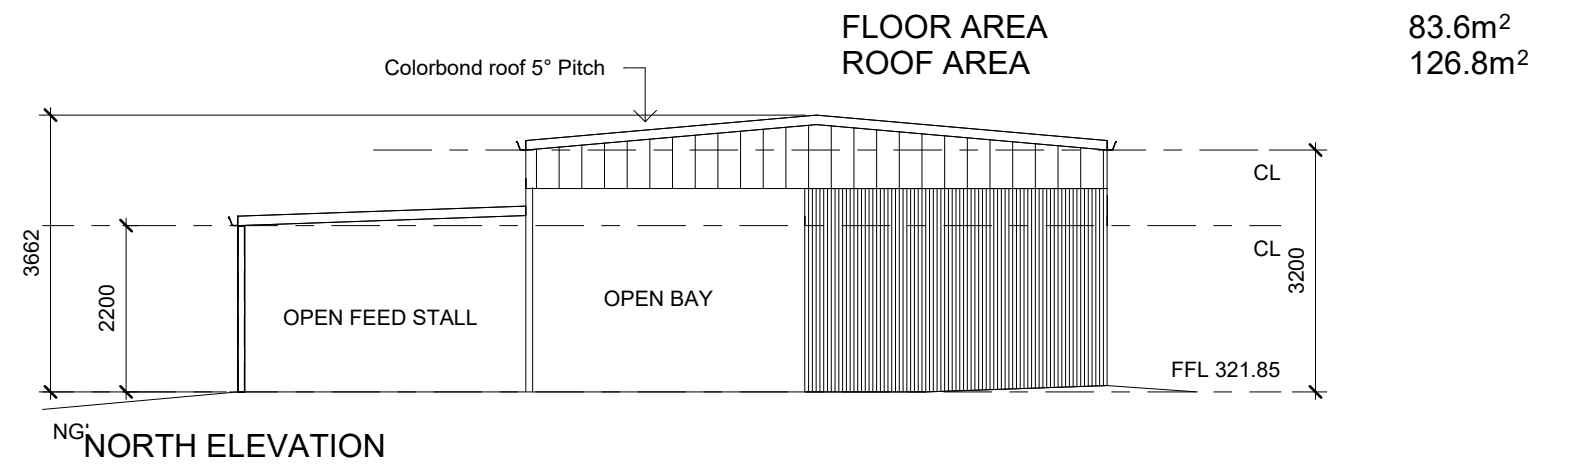 FLOOR AREA 83.6m²
ROOF AREA 126.8m²
Colorbond roof 5° Pitch
CL
CL
3662
2200
3200
OPEN FEED STALL
OPEN BAY
FFL 321.85
NORTH ELEVATION